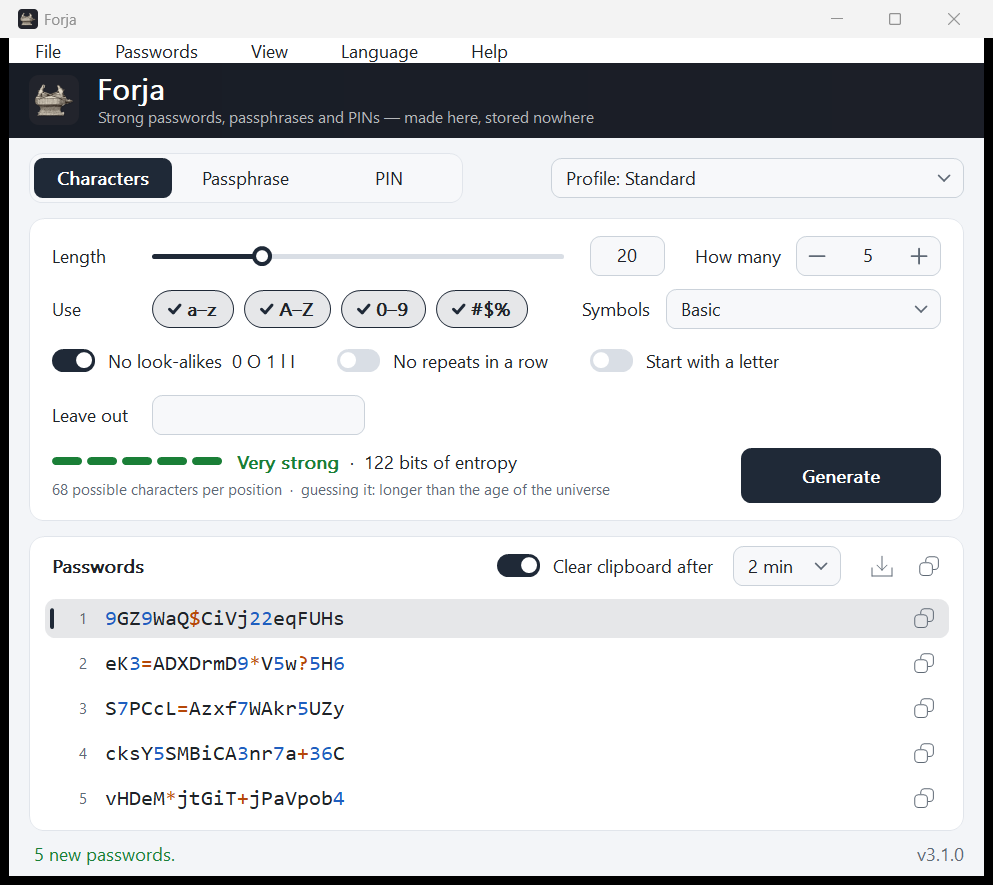 Forja
File Passwords View Language Help
Forja
Strong passwords, passphrases and PINs — made here, stored nowhere
Characters Passphrase PIN Profile: Standard
Length 20 How many 5
Use a–z A–Z 0–9 #$% Symbols Basic
No look-alikes 0 O 1 l I No repeats in a row Start with a letter
Leave out
Very strong · 122 bits of entropy
68 possible characters per position · guessing it: longer than the age of the universe
Generate
Passwords Clear clipboard after 2 min
1 9GZ9WaQ$CiVj22eqFUHs
2 eK3=ADXDrmD9*V5w?5H6
3 S7PCcL=Azxf7WAkr5UZy
4 cksY5SMBiCA3nr7a+36C
5 vHDeM*jtGiT+jPaVpob4
5 new passwords. v3.1.0